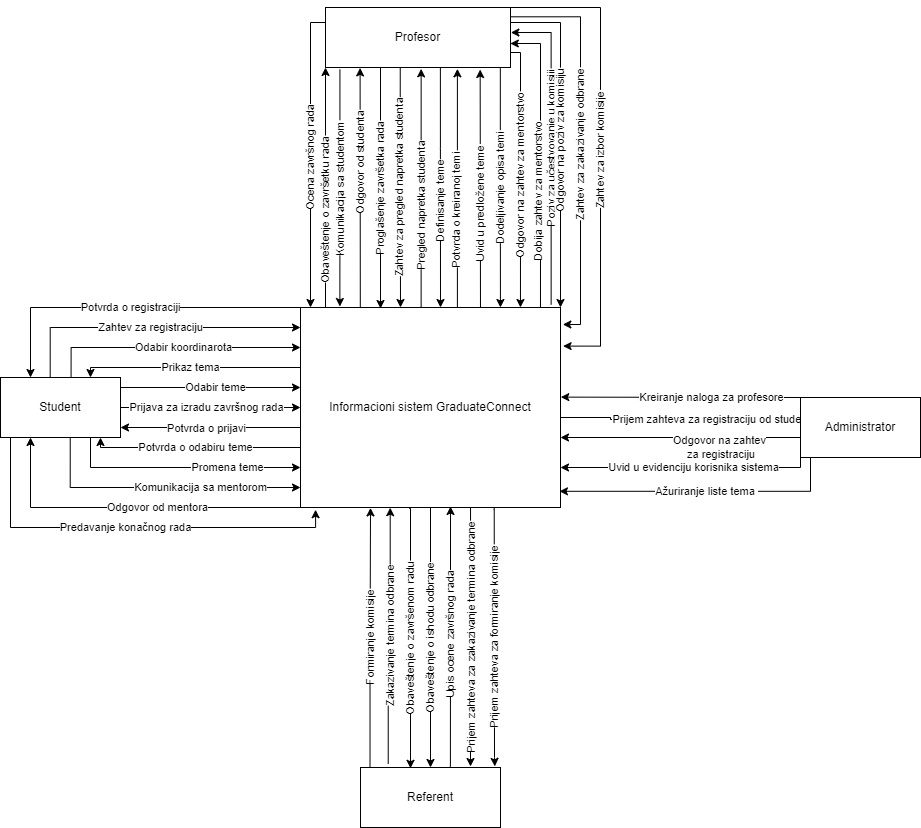 Profesor
Ocena završnog rada
Obaveštenje o završetku rada
Komunikacija sa studentom
Odgovor od studenta
Proglašenje završetka rada
Zahtev za pregled napretka studenta
Pregled napretka studenta
Definisanje teme
Potvrda o kreiranoj temi
Uvid u predložene teme
Dodeljivanje opisa temi
Odgovor na zahtev za mentorstvo
Dobija zahtev za mentorstvo
Poziv za učestvovanje u komisiji
Odgovor na poziv za komisiju
Zahtev za zakazivanje odbrane
Zahtev za izbor komisije
Potvrda o registraciji
Zahtev za registraciju
Odabir koordinarota
Prikaz tema
Odabir teme
Student
Prijava za izradu završnog rada
Potvrda o prijavi
Potvrda o odabiru teme
Promena teme
Komunikacija sa mentorom
Odgovor od mentora
Predavanje konačnog rada
Informacioni sistem GraduateConnect
Kreiranje naloga za profesore
Prijem zahteva za registraciju od stude
Administrator
Odgovor na zahtev
za registraciju
Uvid u evidenciju korisnika sistema
Ažuriranje liste tema
Formiranje komisije
Zakazivanje termina odbrane
Obaveštenje o završenom radu
Obaveštenje o ishodu odbrane
Upis ocene završnog rada
Prijem zahteva za zakazivanje termina odbrane
Prijem zahteva za formiranje komisije
Referent